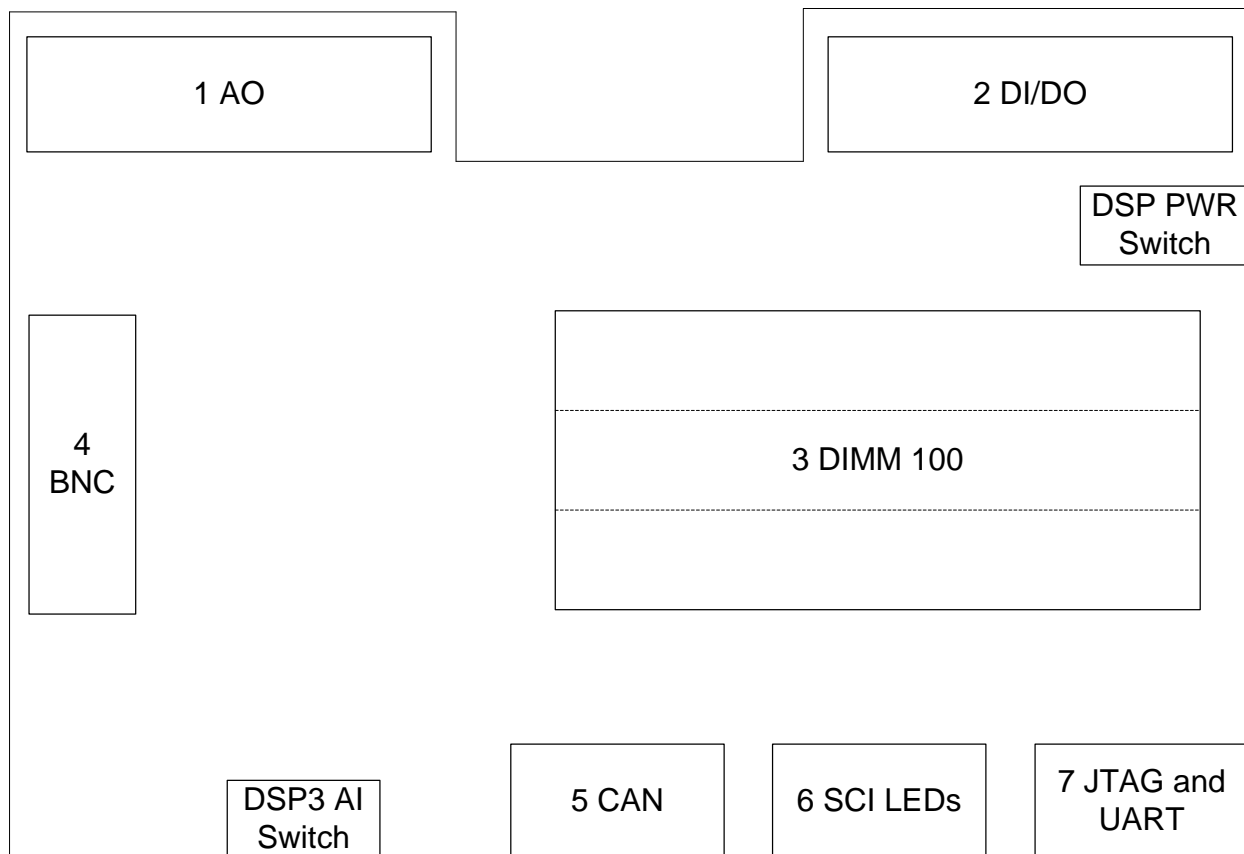 1 AO
2 DI/DO
DSP PWR
Switch
4
BNC
3 DIMM 100
DSP3 AI
Switch
5 CAN
6 SCI LEDs
7 JTAG and
UART